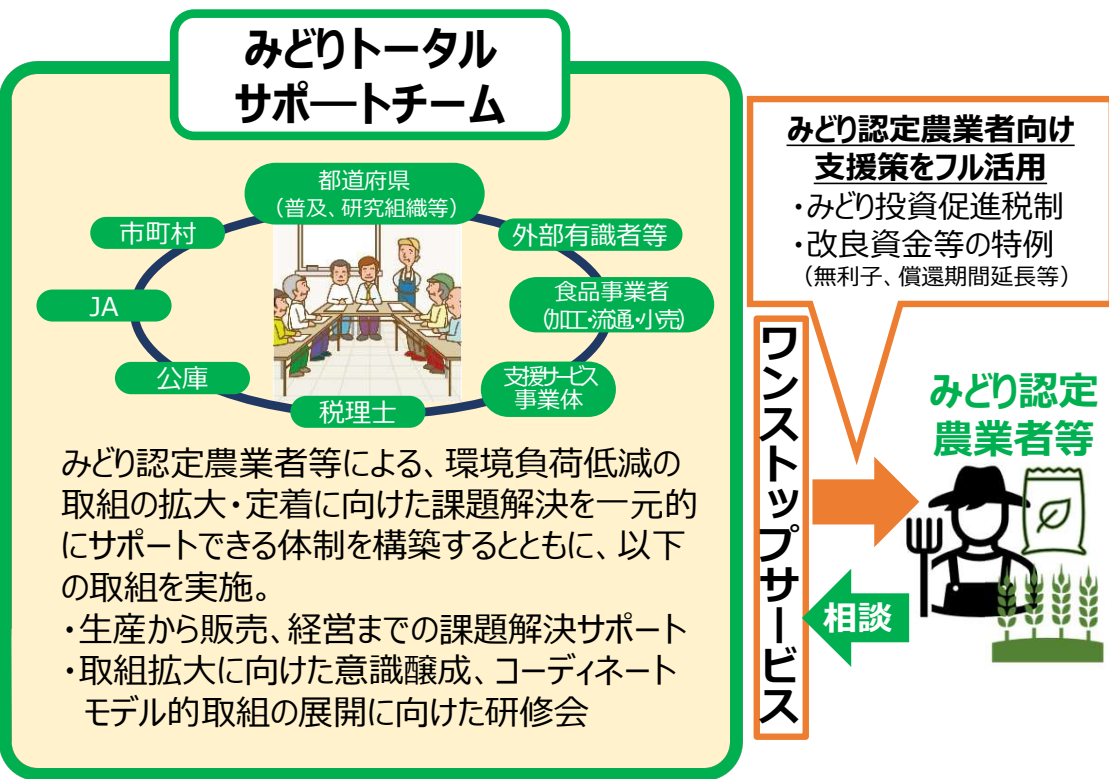 みどりトータル
サポートチーム
都道府県
（普及、研究組織等）
市町村
外部有識者等
JA
食品事業者
（加工・流通・小売）
公庫
支援サービス
事業体
税理士
みどり認定農業者等による、環境負荷低減の
取組の拡大・定着に向けた課題解決を一元的
にサポートできる体制を構築するとともに、以下
の取組を実施。
・生産から販売、経営までの課題解決サポート
・取組拡大に向けた意識醸成、コーディネート
モデル的取組の展開に向けた研修会
みどり認定農業者向け
支援策をフル活用
・みどり投資促進税制
・改良資金等の特例
（無利子、償還期間延長等）
ワンストップサービス
みどり認定
農業者等
相談